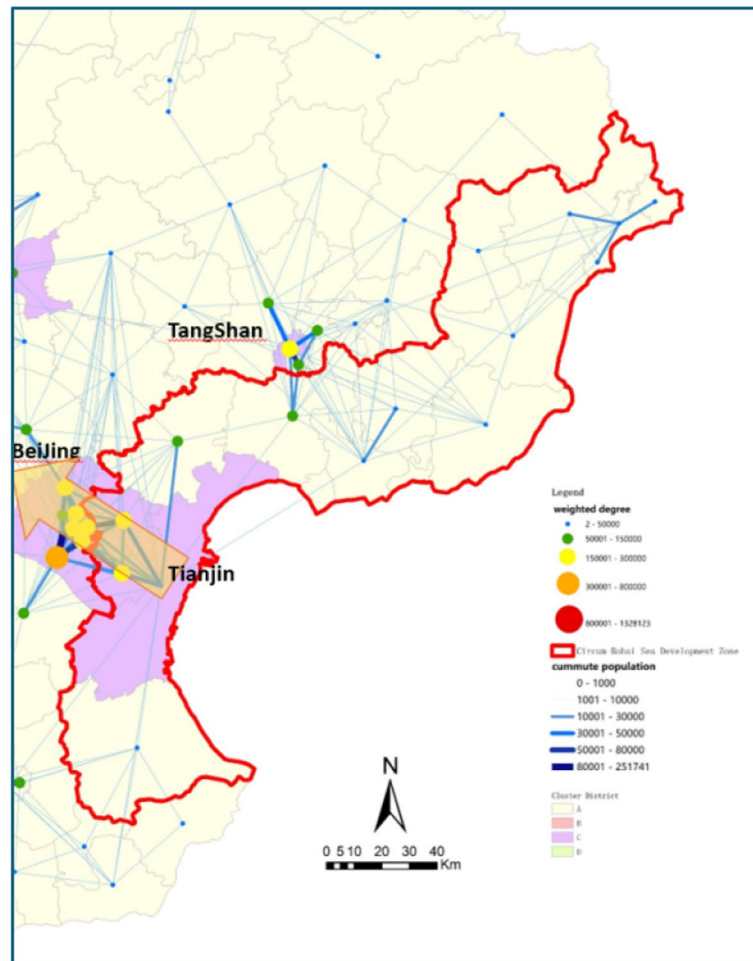 TangShan
BeiJing
Tianjin
Legend
weighted degree
2 - 50000
50001 - 150000
150001 - 300000
300001 - 800000
800001 - 1328123
Circum Bohai Sea Development Zone
cummute population
0 - 1000
1001 - 10000
10001 - 30000
30001 - 50000
50001 - 80000
80001 - 251741
Cluster District
A
B
C
D
N
0 5 10 20 30 40
Km